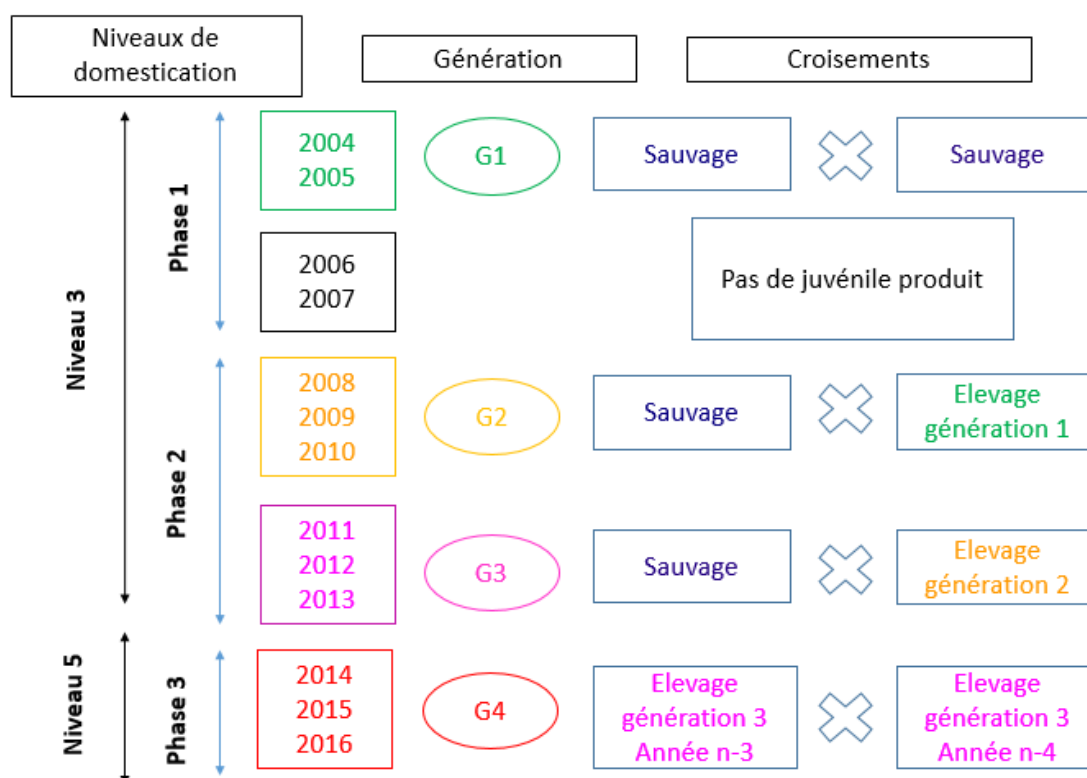 Niveaux de
domestication
Génération
Croisements
Niveau 3
Phase 1
2004
2005
G1
Sauvage
Sauvage
2006
2007
Pas de juvénile produit
Phase 2
2008
2009
2010
G2
Sauvage
Elevage
génération 1
2011
2012
2013
G3
Sauvage
Elevage
génération 2
Niveau 5
Phase 3
2014
2015
2016
G4
Elevage
génération 3
Année n-3
Elevage
génération 3
Année n-4